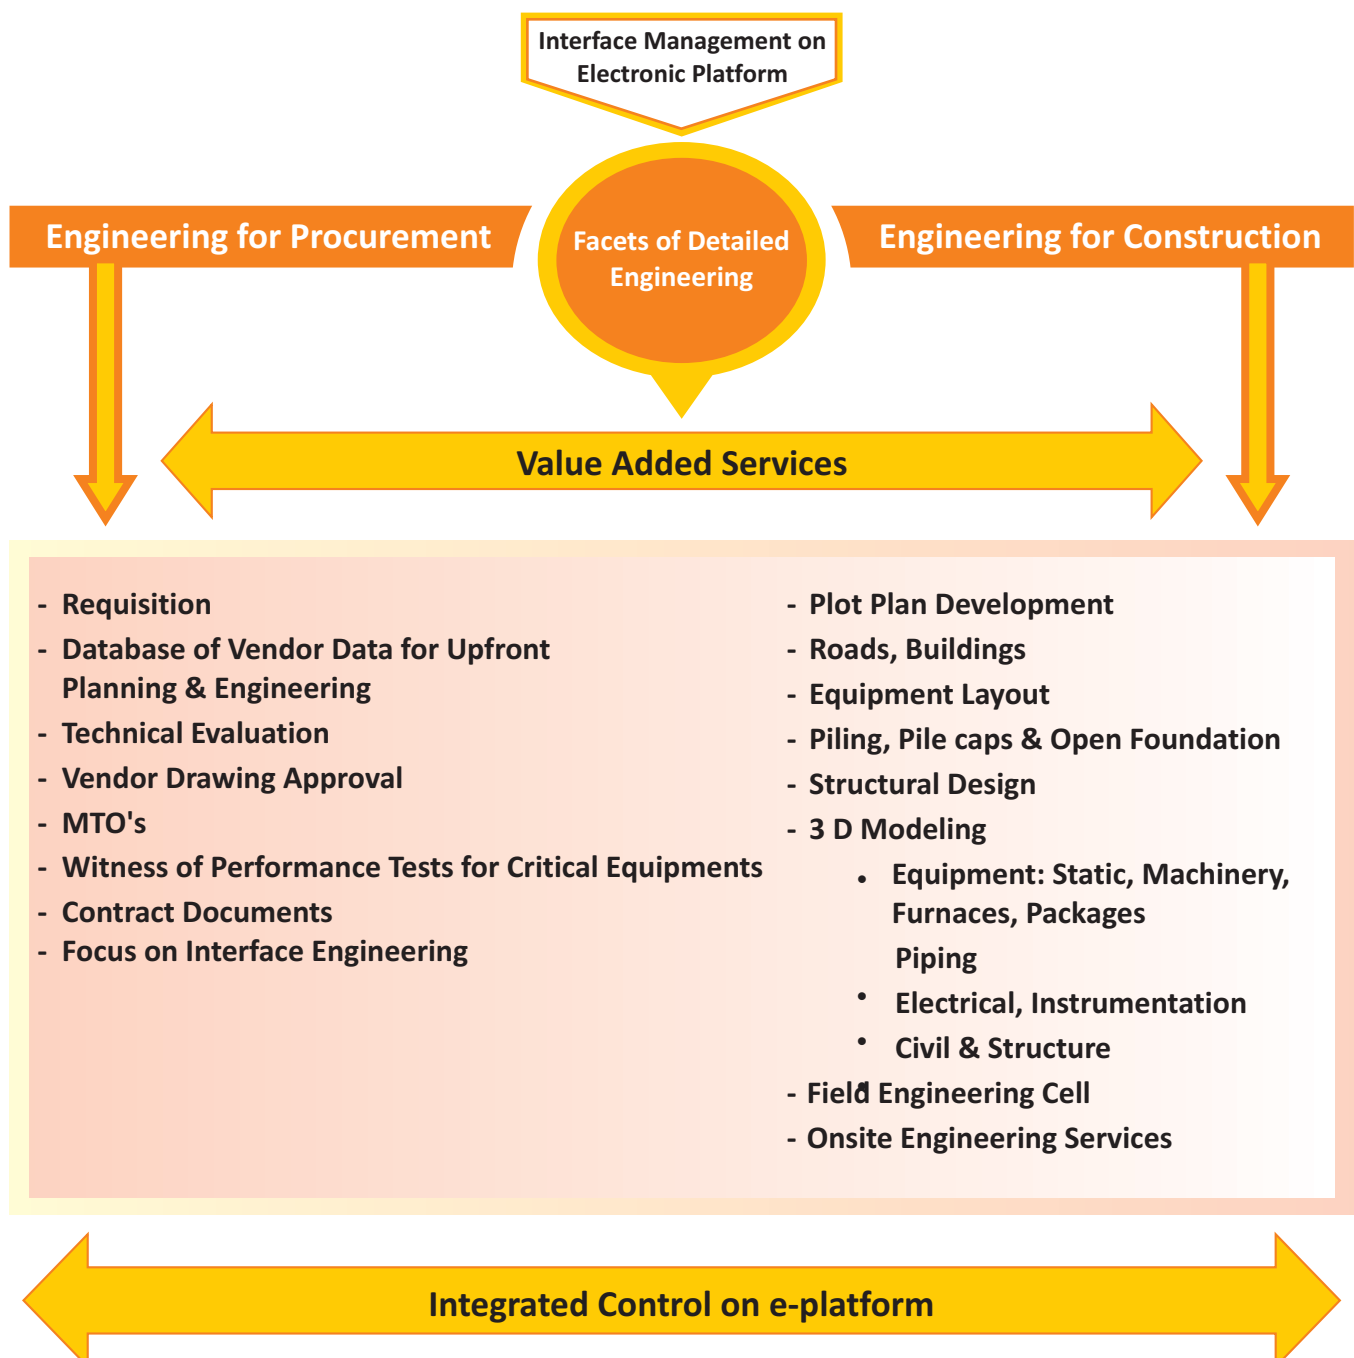 Interface Management on
Electronic Platform
Engineering for Procurement
Facets of Detailed
Engineering
Engineering for Construction
Value Added Services
- Requisition
- Database of Vendor Data for Upfront
Planning & Engineering
- Technical Evaluation
- Vendor Drawing Approval
- MTO's
- Witness of Performance Tests for Critical Equipments
- Contract Documents
- Focus on Interface Engineering
- Plot Plan Development
- Roads, Buildings
- Equipment Layout
- Piling, Pile caps & Open Foundation
- Structural Design
- 3 D Modeling
• Equipment: Static, Machinery,
Furnaces, Packages
Piping
• Electrical, Instrumentation
• Civil & Structure
- Field Engineering Cell
- Onsite Engineering Services
Integrated Control on e-platform